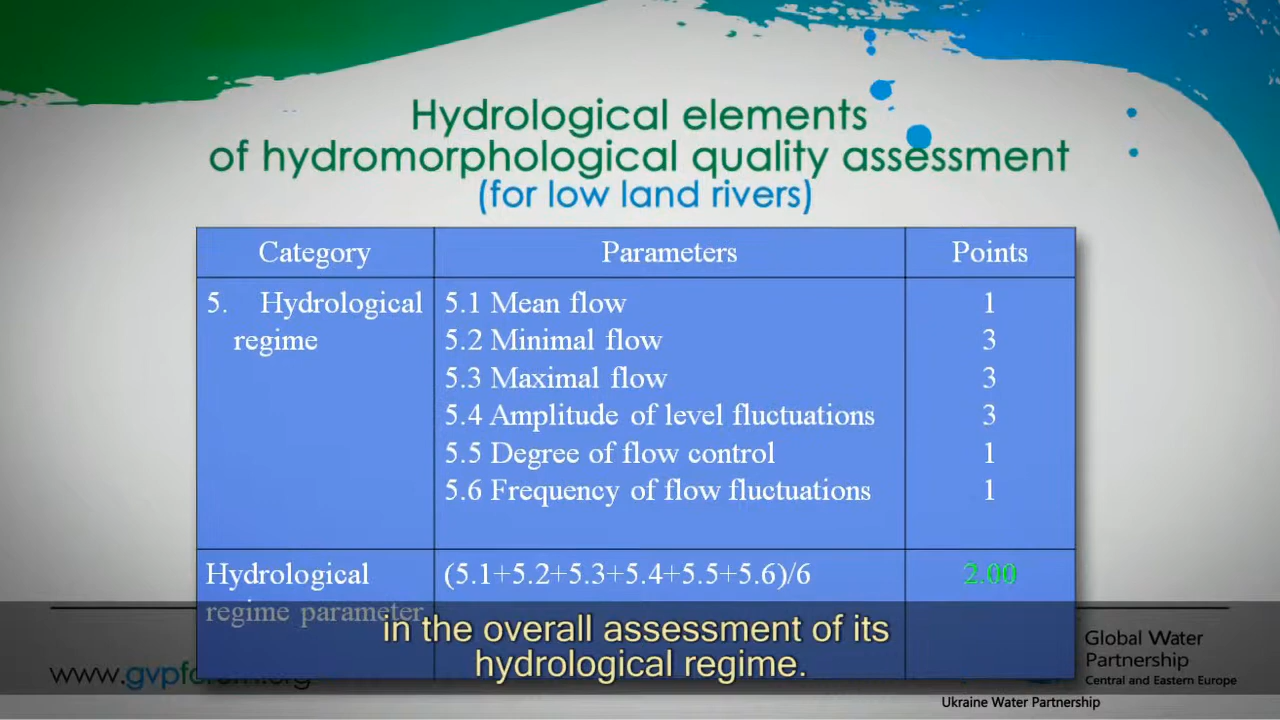 Hydrological elements
of hydromorphological quality assessment
(for low land rivers)
Category Parameters Points
5. Hydrological regime
5.1 Mean flow 1
5.2 Minimal flow 3
5.3 Maximal flow 3
5.4 Amplitude of level fluctuations 3
5.5 Degree of flow control 1
5.6 Frequency of flow fluctuations 1
Hydrological (5.1+5.2+5.3+5.4+5.5+5.6)/6 2.00
regime parameter
in the overall assessment of its
hydrological regime.
Global Water
Partnership
Central and Eastern Europe
Ukraine Water Partnership